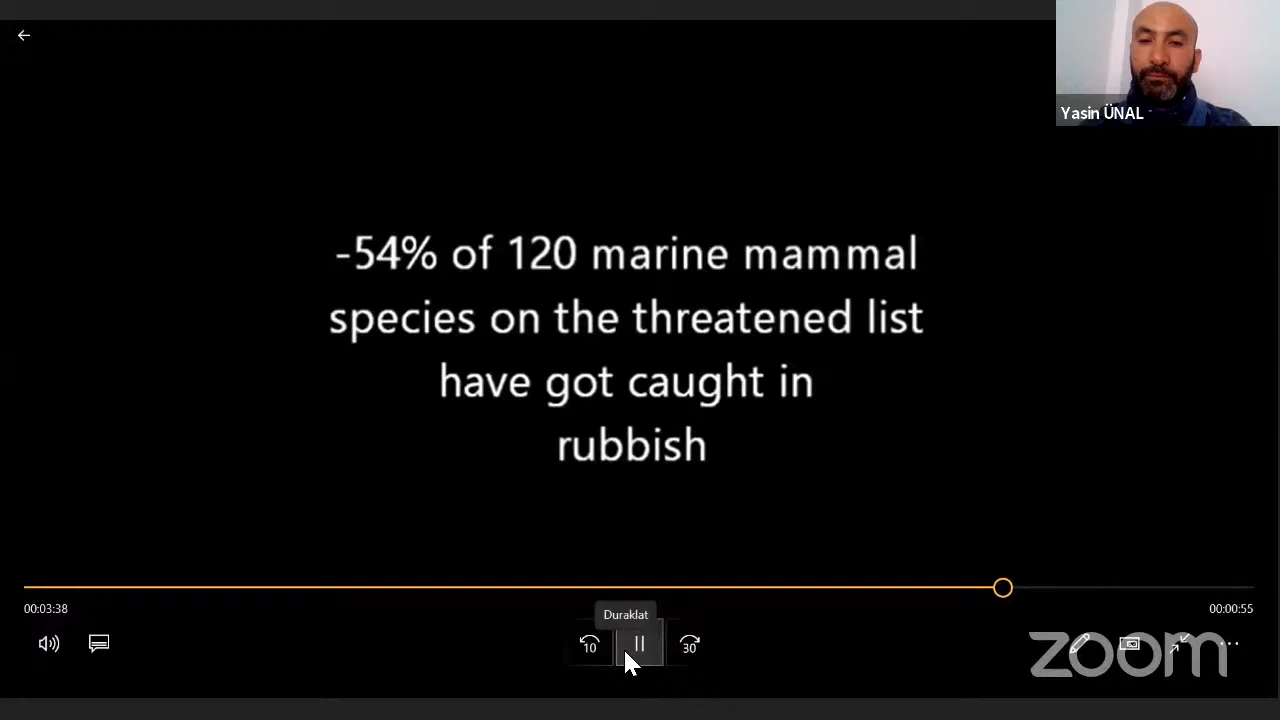 Yasin ÜNAL
-54% of 120 marine mammal
species on the threatened list
have got caught in
rubbish
00:03:38
00:00:55
Duraklat
10
30
zoom